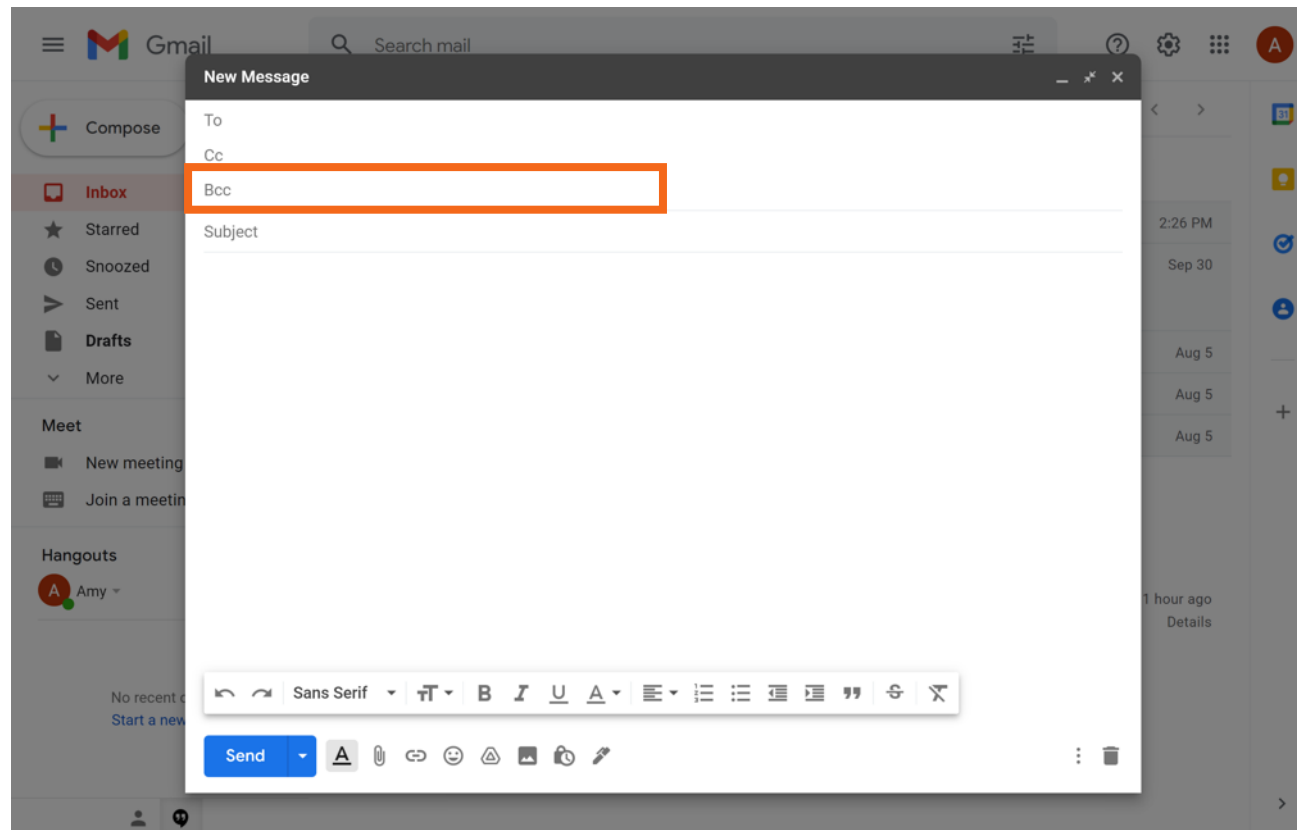 Gmail
Search mail
A
New Message
To
Cc
Bcc
Subject
Compose
Inbox
Starred
Snoozed
Sent
Drafts
More
Meet
New meeting
Join a meetin
Hangouts
A
Amy
No recent
Start a new
31
2:26 PM
Sep 30
Aug 5
Aug 5
Aug 5
1 hour ago
Details
Sans Serif
Send